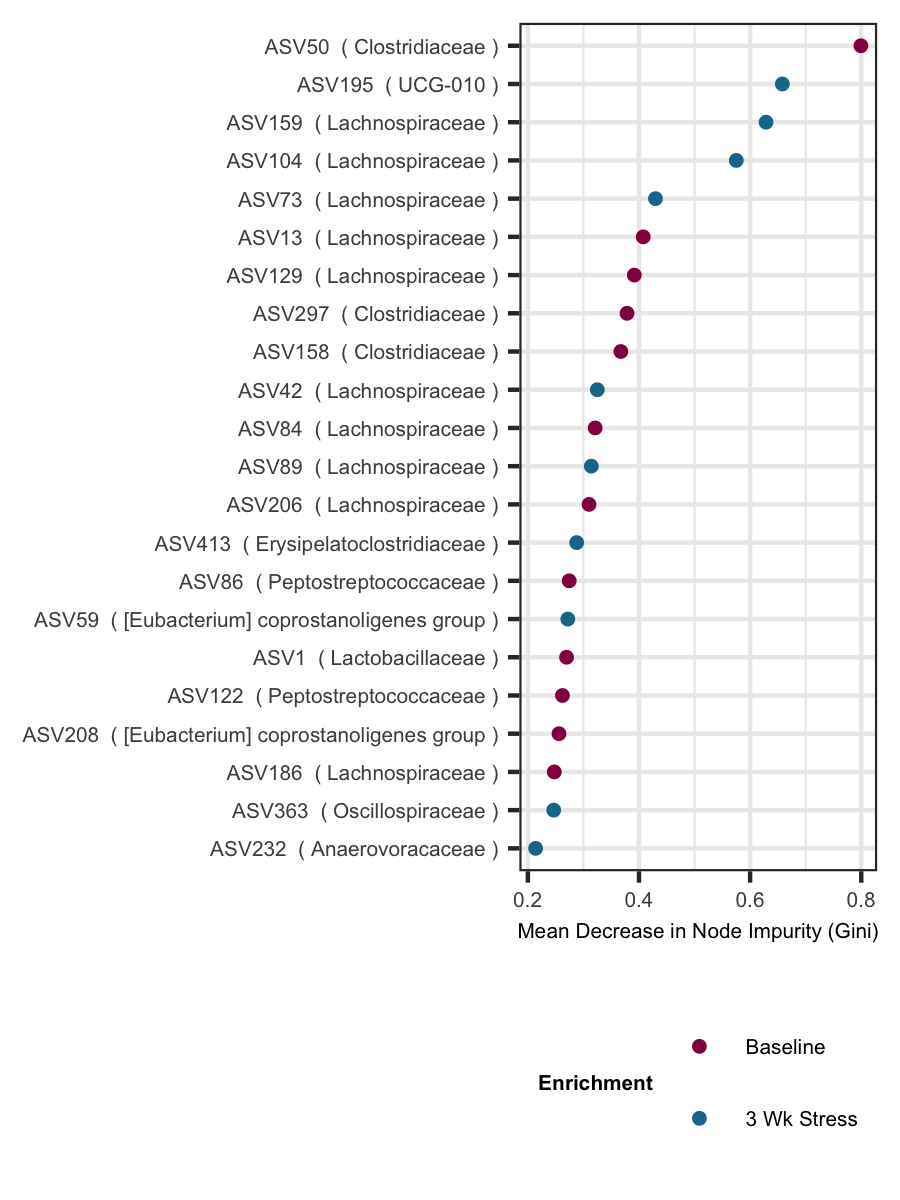 ASV50 ( Clostridiaceae )
ASV195 ( UCG-010 )
ASV159 ( Lachnospiraceae )
ASV104 ( Lachnospiraceae )
ASV73 ( Lachnospiraceae )
ASV13 ( Lachnospiraceae )
ASV129 ( Lachnospiraceae )
ASV297 ( Clostridiaceae )
ASV158 ( Clostridiaceae )
ASV42 ( Lachnospiraceae )
ASV84 ( Lachnospiraceae )
ASV89 ( Lachnospiraceae )
ASV206 ( Lachnospiraceae )
ASV413 ( Erysipelatoclostridiaceae )
ASV86 ( Peptostreptococcaceae )
ASV59 ( [Eubacterium] coprostanoligenes group )
ASV1 ( Lactobacillaceae )
ASV122 ( Peptostreptococcaceae )
ASV208 ( [Eubacterium] coprostanoligenes group )
ASV186 ( Lachnospiraceae )
ASV363 ( Oscillospiraceae )
ASV232 ( Anaerovoracaceae )
0.2 0.4 0.6 0.8
Mean Decrease in Node Impurity (Gini)
Baseline
Enrichment
3 Wk Stress